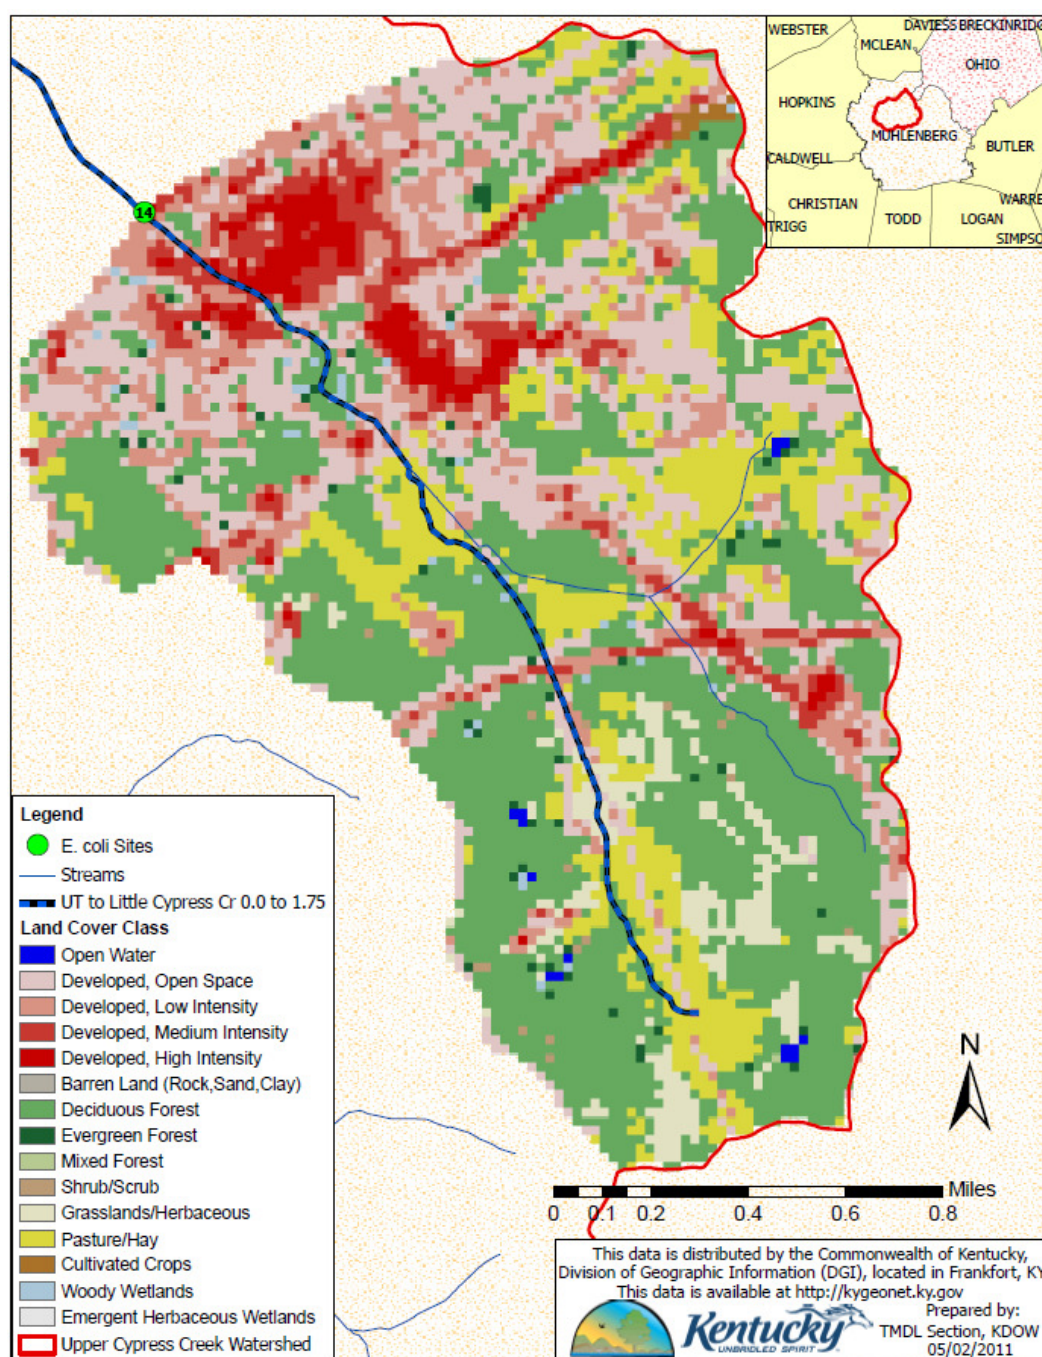 WEBSTER
DAVIESS BRECKINRIDG
MCLEAN
OHIO
HOPKINS
MUHLENBERG
BUTLER
CALDWELL
CHRISTIAN
WARRE
TRIGG
TODD
LOGAN
SIMPSO
14
Legend
E. coli Sites
Streams
UT to Little Cypress Cr 0.0 to 1.75
Land Cover Class
Open Water
Developed, Open Space
Developed, Low Intensity
Developed, Medium Intensity
Developed, High Intensity
Barren Land (Rock,Sand,Clay)
Deciduous Forest
Evergreen Forest
Mixed Forest
Shrub/Scrub
Grasslands/Herbaceous
Pasture/Hay
Cultivated Crops
Woody Wetlands
Emergent Herbaceous Wetlands
Upper Cypress Creek Watershed
N
Miles
0 0.1 0.2 0.4 0.6 0.8
This data is distributed by the Commonwealth of Kentucky,
Division of Geographic Information (DGI), located in Frankfort, KY
This data is available at http://kygeonet.ky.gov
Kentucky
UNBRIDLED SPIRIT
Prepared by:
TMDL Section, KDOW
05/02/2011